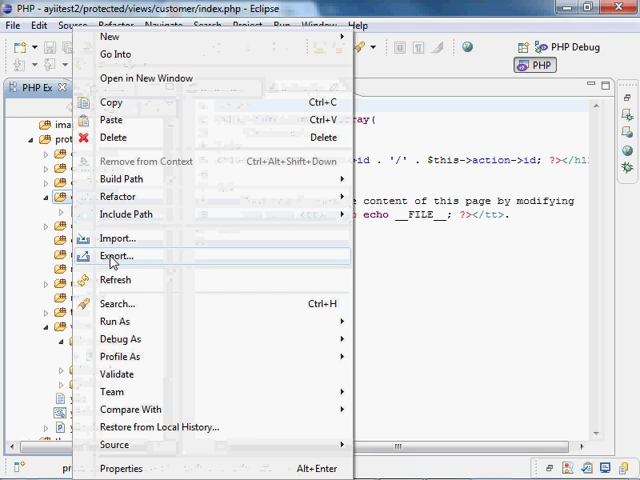 PHP - ayiitest2/protected/views/customer/index.php - Eclipse
File Edit Source Refactor Navigate Search Project Run Window Help
PHP Debug
PHP
PHP Ex
New
Go Into
Open in New Window
Copy Ctrl+C
Paste Ctrl+V
Delete Delete
Remove from Context Ctrl+Alt+Shift+Down
Build Path
Refactor
Include Path
Import...
Export...
Refresh
Search... Ctrl+H
Run As
Debug As
Profile As
Validate
Team
Compare With
Restore from Local History...
Source
Properties Alt+Enter
ima
prot
rray(
id . '/' . $this->action->id; ?></h1
e content of this page by modifying
echo __FILE__; ?></tt>.
pr